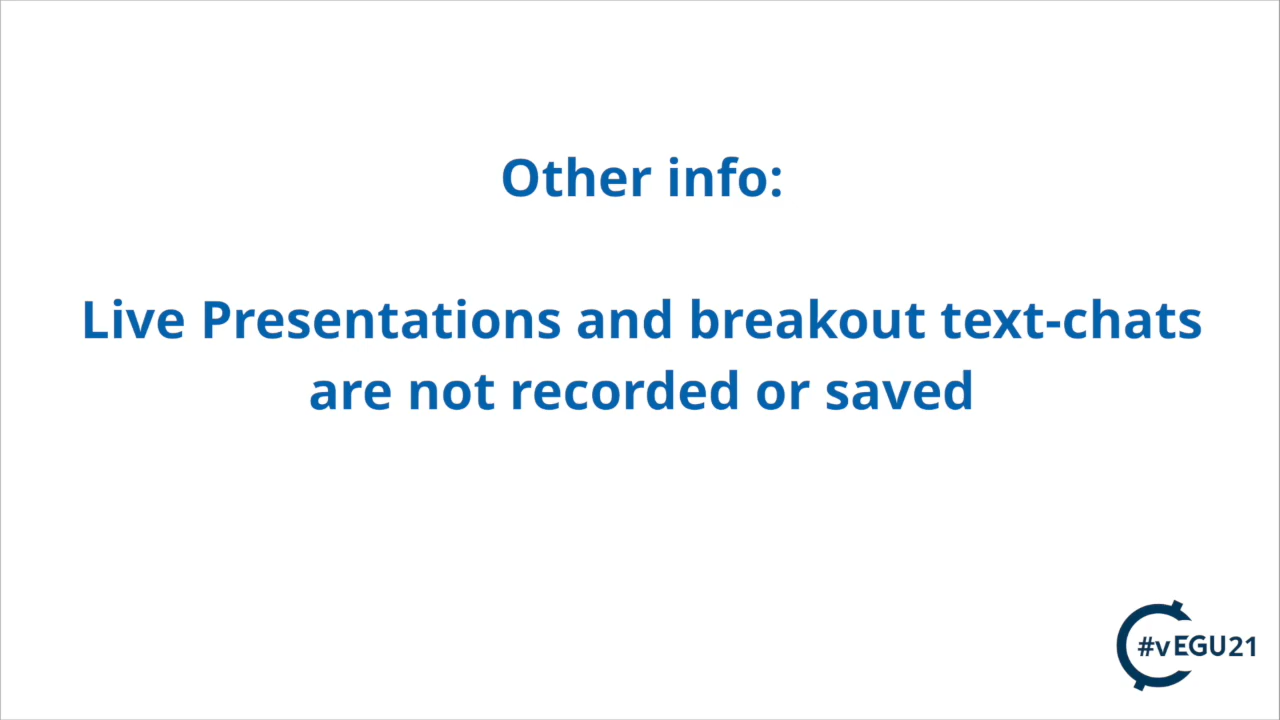 Other info:
Live Presentations and breakout text-chats
are not recorded or saved
#vEGU21